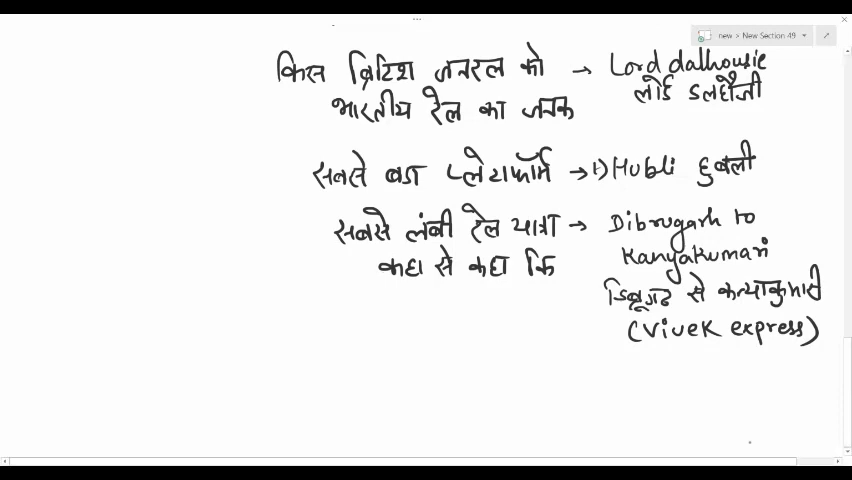 new > New Section 49
किस ब्रिटिश जनरल को → Lord dalhousie
भारतीय रेल का जनक लोर्ड डलहौजी
सबसे बडा प्लेटफॉर्म → 1) Hubli हुबली
सबसे लंबी रेल यात्रा → Dibrugarh to
कहा से कहा कि Kanyakumari
डिब्रूगढ से कन्याकुमारी
(Vivek express)